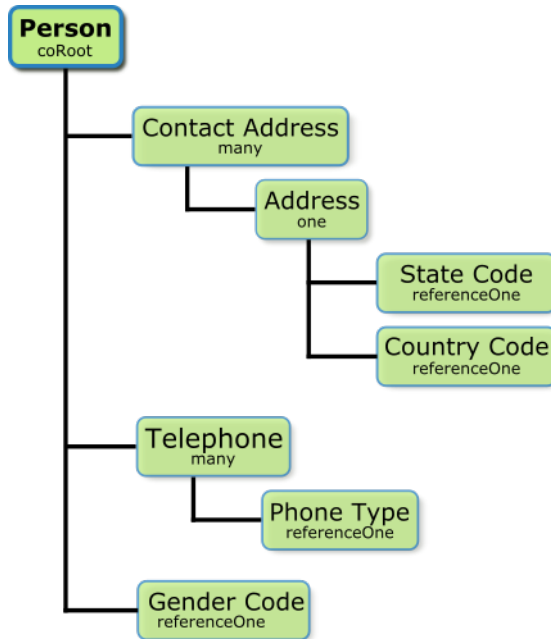 Person
coRoot
Contact Address
many
Address
one
State Code
referenceOne
Country Code
referenceOne
Telephone
many
Phone Type
referenceOne
Gender Code
referenceOne